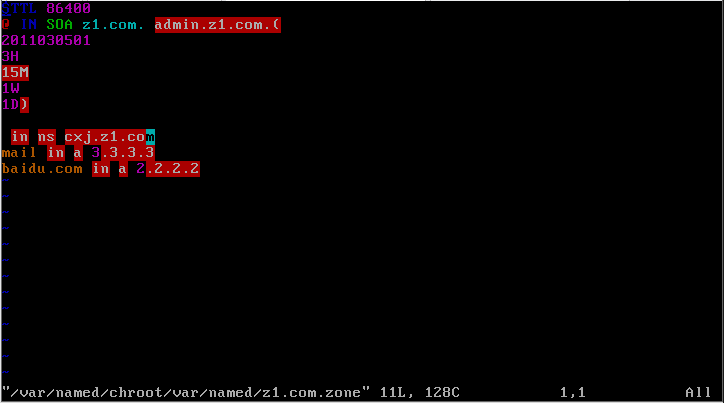 $TTL 86400
@ IN SOA z1.com. admin.z1.com.(
2011030501
3H
15M
1W
1D)
in ns cxj.z1.com
mail in a 3.3.3.3
baidu.com in a 2.2.2.2
~
~
~
~
~
~
~
~
~
~
~
~
~
"/var/named/chroot/var/named/z1.com.zone" 11L, 128C 1,1 All